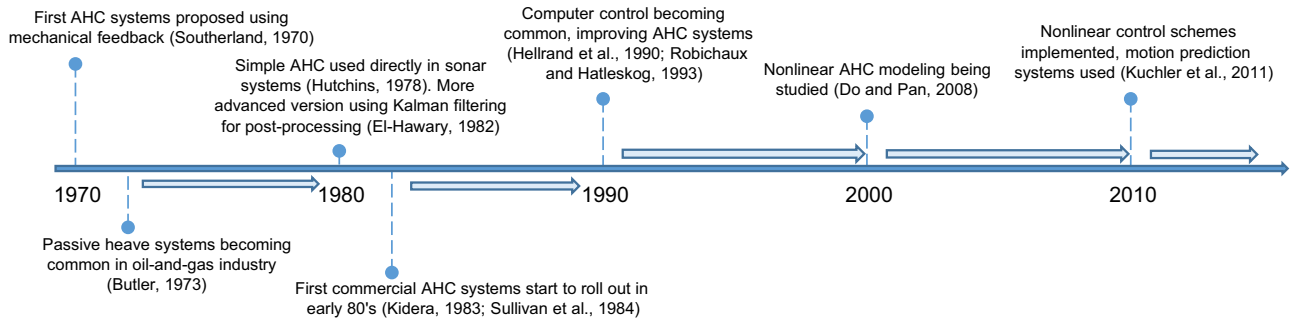 First AHC systems proposed using
mechanical feedback (Southerland, 1970)
Simple AHC used directly in sonar
systems (Hutchins, 1978). More
advanced version using Kalman filtering
for post-processing (El-Hawary, 1982)
Computer control becoming
common, improving AHC systems
(Hellrand et al., 1990; Robichaux
and Hatleskog, 1993)
Nonlinear AHC modeling being
studied (Do and Pan, 2008)
Nonlinear control schemes
implemented, motion prediction
systems used (Kuchler et al., 2011)
1970
1980
1990
2000
2010
Passive heave systems becoming
common in oil-and-gas industry
(Butler, 1973)
First commercial AHC systems start to roll out in
early 80's (Kidera, 1983; Sullivan et al., 1984)